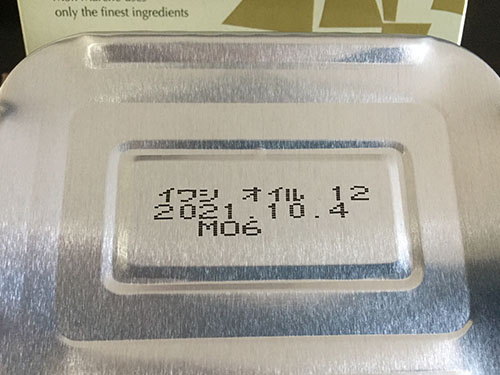 only the finest ingredients
イワシ オイル 12
2021.10.4
M06